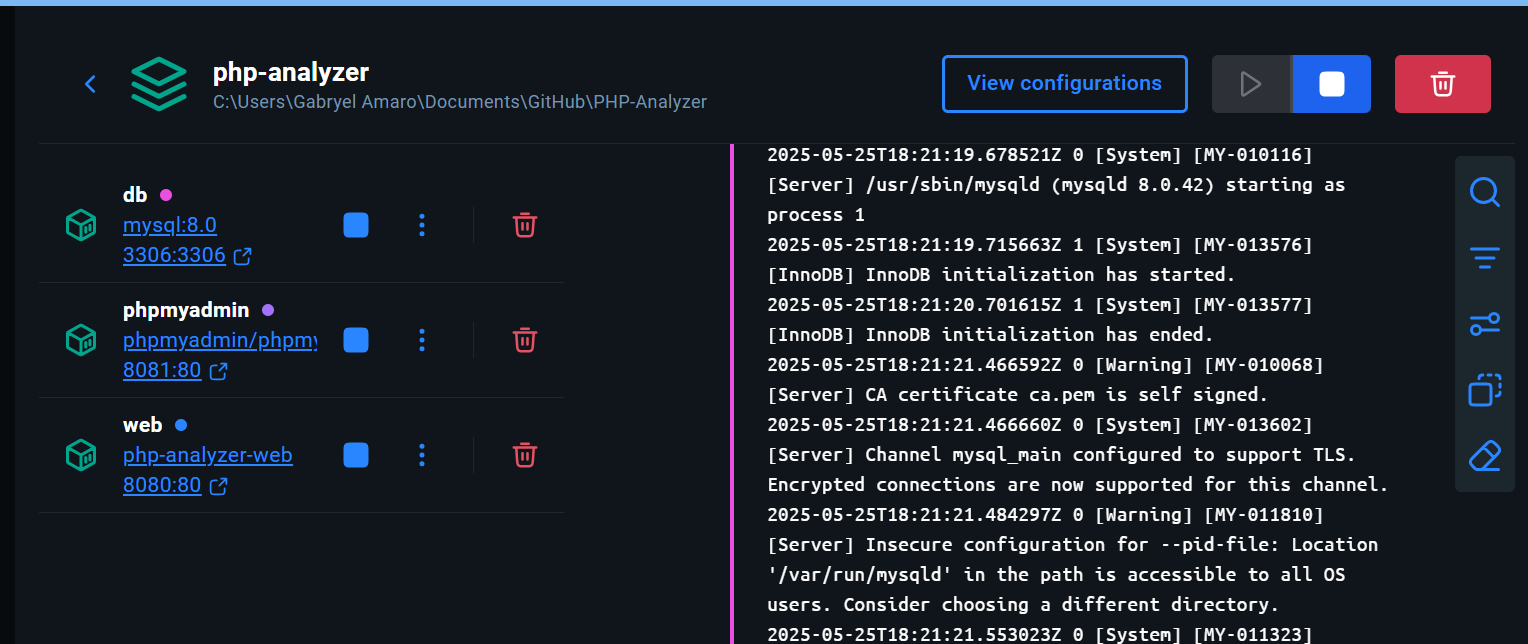 php-analyzer
C:\Users\Gabryel Amaro\Documents\GitHub\PHP-Analyzer
View configurations
db
mysql:8.0
3306:3306
phpmyadmin
phpmyadmin/phpmy
8081:80
web
php-analyzer-web
8080:80
2025-05-25T18:21:19.678521Z 0 [System] [MY-010116]
[Server] /usr/sbin/mysqld (mysqld 8.0.42) starting as
process 1
2025-05-25T18:21:19.715663Z 1 [System] [MY-013576]
[InnoDB] InnoDB initialization has started.
2025-05-25T18:21:20.701615Z 1 [System] [MY-013577]
[InnoDB] InnoDB initialization has ended.
2025-05-25T18:21:21.466592Z 0 [Warning] [MY-010068]
[Server] CA certificate ca.pem is self signed.
2025-05-25T18:21:21.466660Z 0 [System] [MY-013602]
[Server] Channel mysql_main configured to support TLS.
Encrypted connections are now supported for this channel.
2025-05-25T18:21:21.484297Z 0 [Warning] [MY-011810]
[Server] Insecure configuration for --pid-file: Location
'/var/run/mysqld' in the path is accessible to all OS
users. Consider choosing a different directory.
2025-05-25T18:21:21.553023Z 0 [System] [MY-011323]